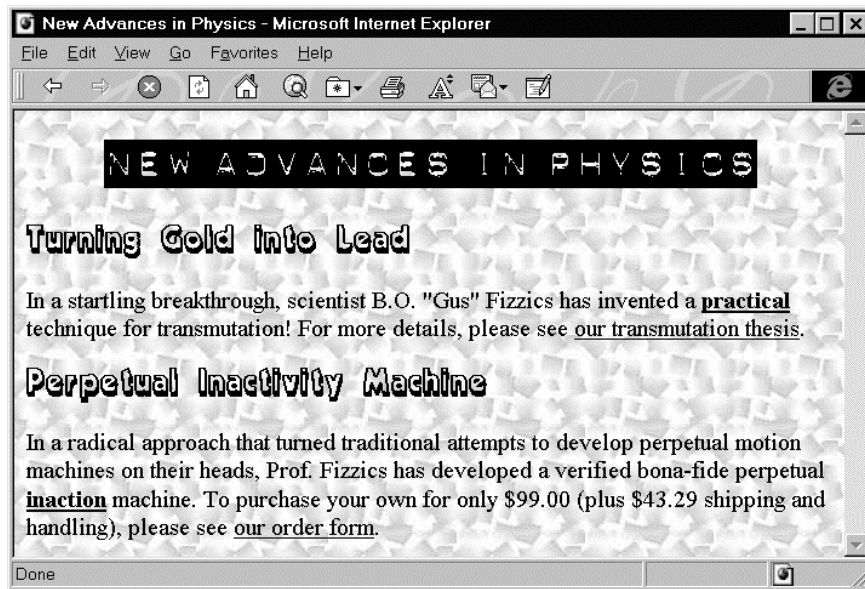 New Advances in Physics - Microsoft Internet Explorer
File Edit View Go Favorites Help
NEW ADVANCES IN PHYSICS
Turning Gold into Lead
In a startling breakthrough, scientist B.O. "Gus" Fizzics has invented a practical
technique for transmutation! For more details, please see our transmutation thesis.
Perpetual Inactivity Machine
In a radical approach that turned traditional attempts to develop perpetual motion
machines on their heads, Prof. Fizzics has developed a verified bona-fide perpetual
inaction machine. To purchase your own for only $99.00 (plus $43.29 shipping and
handling), please see our order form.
Done